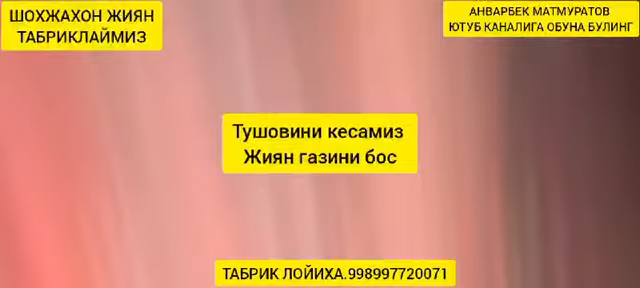 ШОХЖАХОН ЖИЯН
ТАБРИКЛАЙМИЗ
АНВАРБЕК МАТМУРАТОВ
ЮТУБ КАНАЛИГА ОБУНА БУЛИНГ
Тушовини кесамиз
Жиян газини бос
ТАБРИК ЛОЙИХА.998997720071